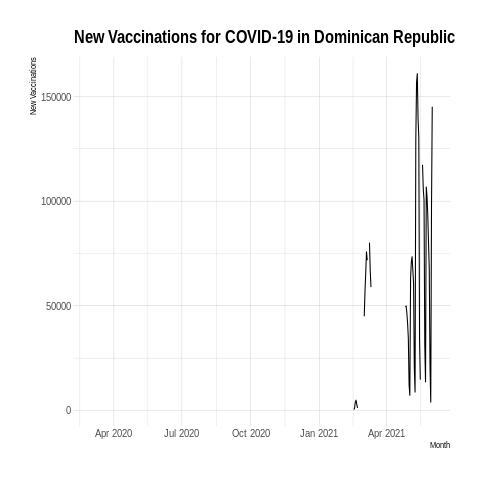 New Vaccinations for COVID-19 in Dominican Republic
New Vaccinations
150000
100000
50000
0
Apr 2020 Jul 2020 Oct 2020 Jan 2021 Apr 2021
Month